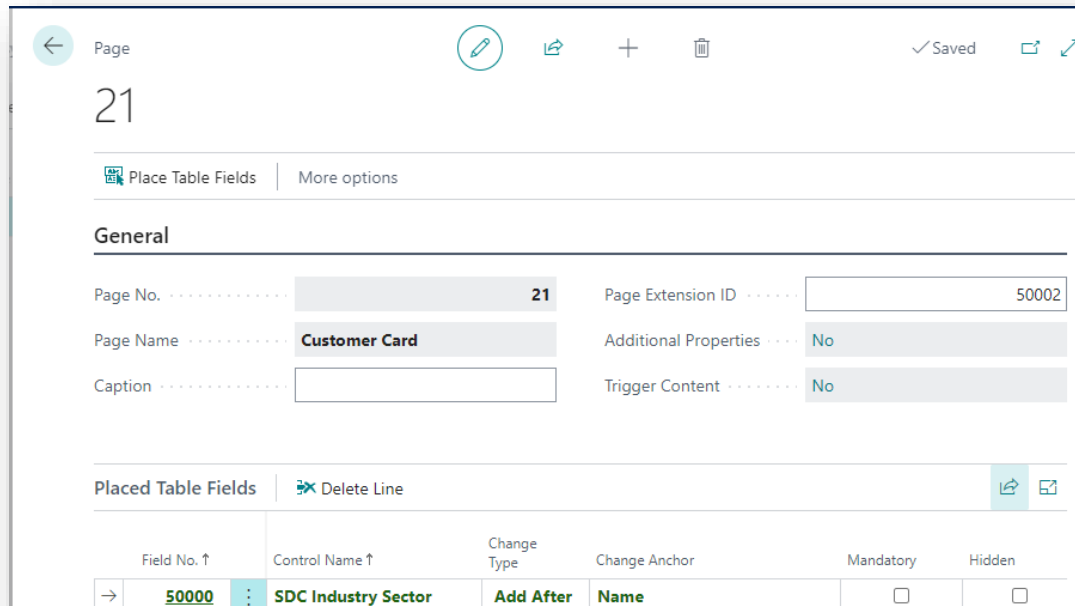 Page
Saved
21
Place Table Fields
More options
General
Page No. 21
Page Extension ID 50002
Page Name Customer Card
Additional Properties No
Caption
Trigger Content No
Placed Table Fields
Delete Line
Field No. ↑ Control Name ↑ Change Type Change Anchor Mandatory Hidden
50000 SDC Industry Sector Add After Name